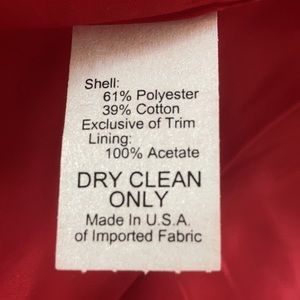 Shell:
61% Polyester
39% Cotton
Exclusive of Trim
Lining:
100% Acetate
DRY CLEAN
ONLY
Made In U.S.A.
of Imported Fabric